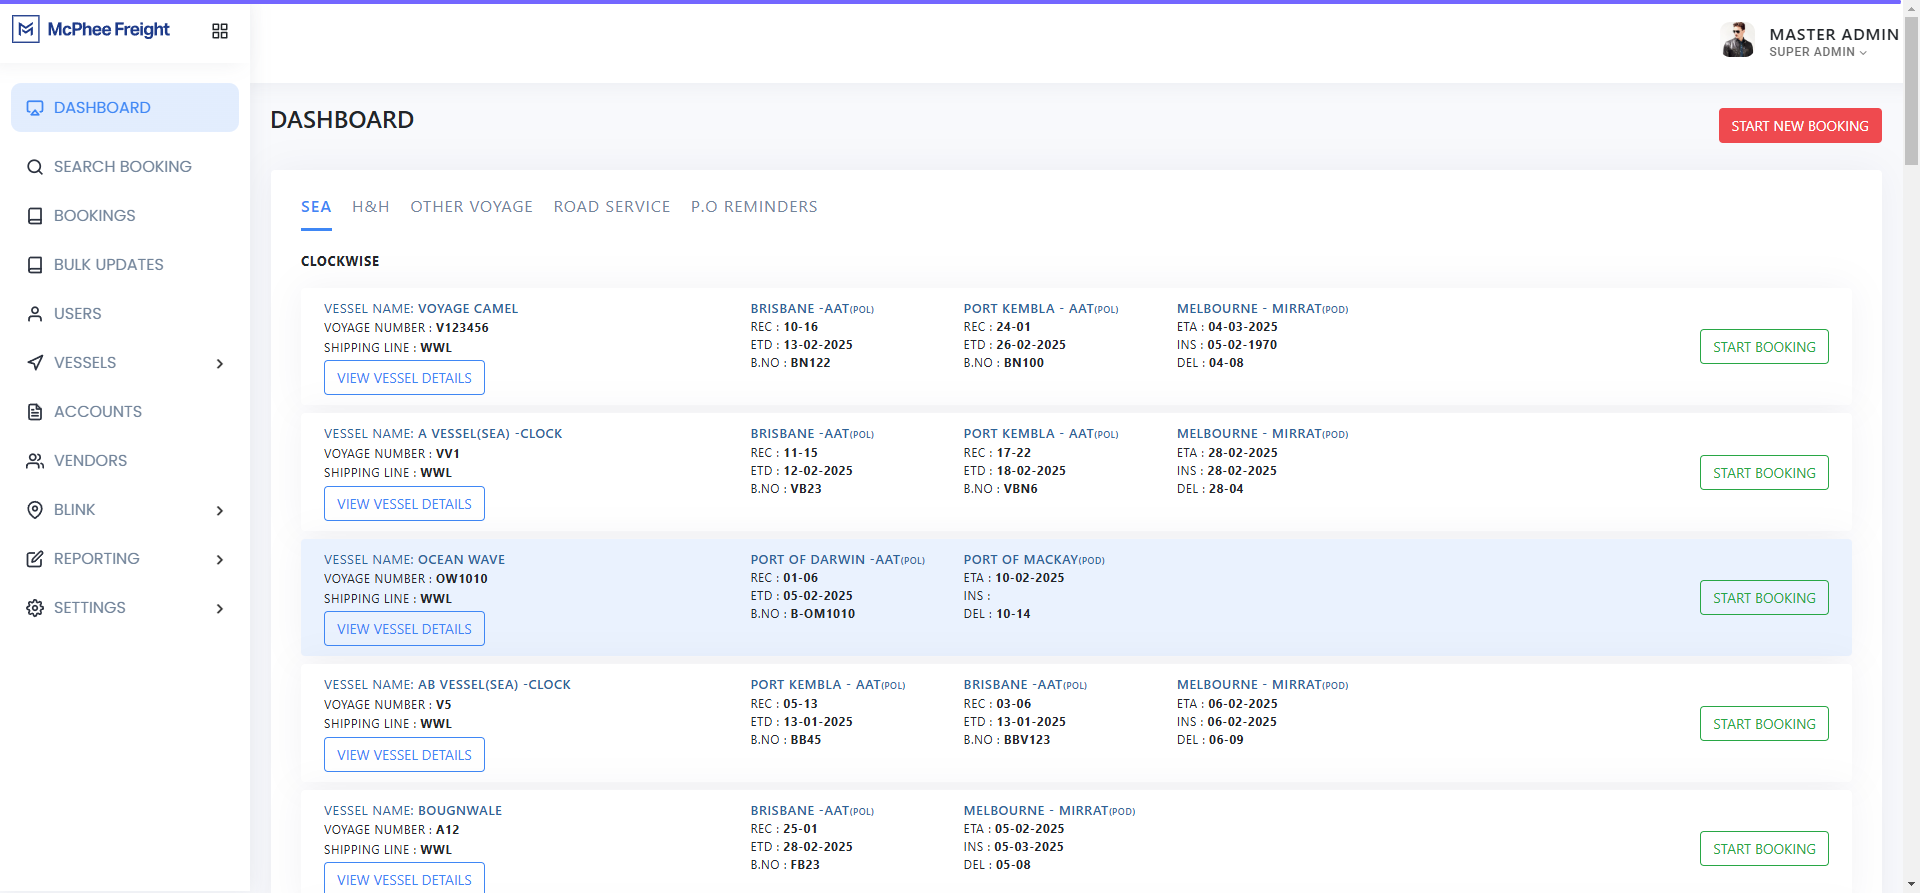 McPhee Freight
MASTER ADMIN
SUPER ADMIN
DASHBOARD
SEARCH BOOKING
BOOKINGS
BULK UPDATES
USERS
VESSELS
ACCOUNTS
VENDORS
BLINK
REPORTING
SETTINGS
DASHBOARD
START NEW BOOKING
SEA H&H OTHER VOYAGE ROAD SERVICE P.O REMINDERS
CLOCKWISE
VESSEL NAME: VOYAGE CAMEL
VOYAGE NUMBER : V123456
SHIPPING LINE : WWL
VIEW VESSEL DETAILS
BRISBANE -AAT(POL)
REC : 10-16
ETD : 13-02-2025
B.NO : BN122
PORT KEMBLA - AAT(POL)
REC : 24-01
ETD : 26-02-2025
B.NO : BN100
MELBOURNE - MIRRAT(POD)
ETA : 04-03-2025
INS : 05-02-1970
DEL : 04-08
START BOOKING
VESSEL NAME: A VESSEL(SEA) -CLOCK
VOYAGE NUMBER : VV1
SHIPPING LINE : WWL
VIEW VESSEL DETAILS
BRISBANE -AAT(POL)
REC : 11-15
ETD : 12-02-2025
B.NO : VB23
PORT KEMBLA - AAT(POL)
REC : 17-22
ETD : 18-02-2025
B.NO : VBN6
MELBOURNE - MIRRAT(POD)
ETA : 28-02-2025
INS : 28-02-2025
DEL : 28-04
START BOOKING
VESSEL NAME: OCEAN WAVE
VOYAGE NUMBER : OW1010
SHIPPING LINE : WWL
VIEW VESSEL DETAILS
PORT OF DARWIN -AAT(POL)
REC : 01-06
ETD : 05-02-2025
B.NO : B-OM1010
PORT OF MACKAY(POD)
ETA : 10-02-2025
INS :
DEL : 10-14
START BOOKING
VESSEL NAME: AB VESSEL(SEA) -CLOCK
VOYAGE NUMBER : V5
SHIPPING LINE : WWL
VIEW VESSEL DETAILS
PORT KEMBLA - AAT(POL)
REC : 05-13
ETD : 13-01-2025
B.NO : BB45
BRISBANE -AAT(POL)
REC : 03-06
ETD : 13-01-2025
B.NO : BBV123
MELBOURNE - MIRRAT(POD)
ETA : 06-02-2025
INS : 06-02-2025
DEL : 06-09
START BOOKING
VESSEL NAME: BOUGNWALE
VOYAGE NUMBER : A12
SHIPPING LINE : WWL
VIEW VESSEL DETAILS
BRISBANE -AAT(POL)
REC : 25-01
ETD : 28-02-2025
B.NO : FB23
MELBOURNE - MIRRAT(POD)
ETA : 05-02-2025
INS : 05-03-2025
DEL : 05-08
START BOOKING